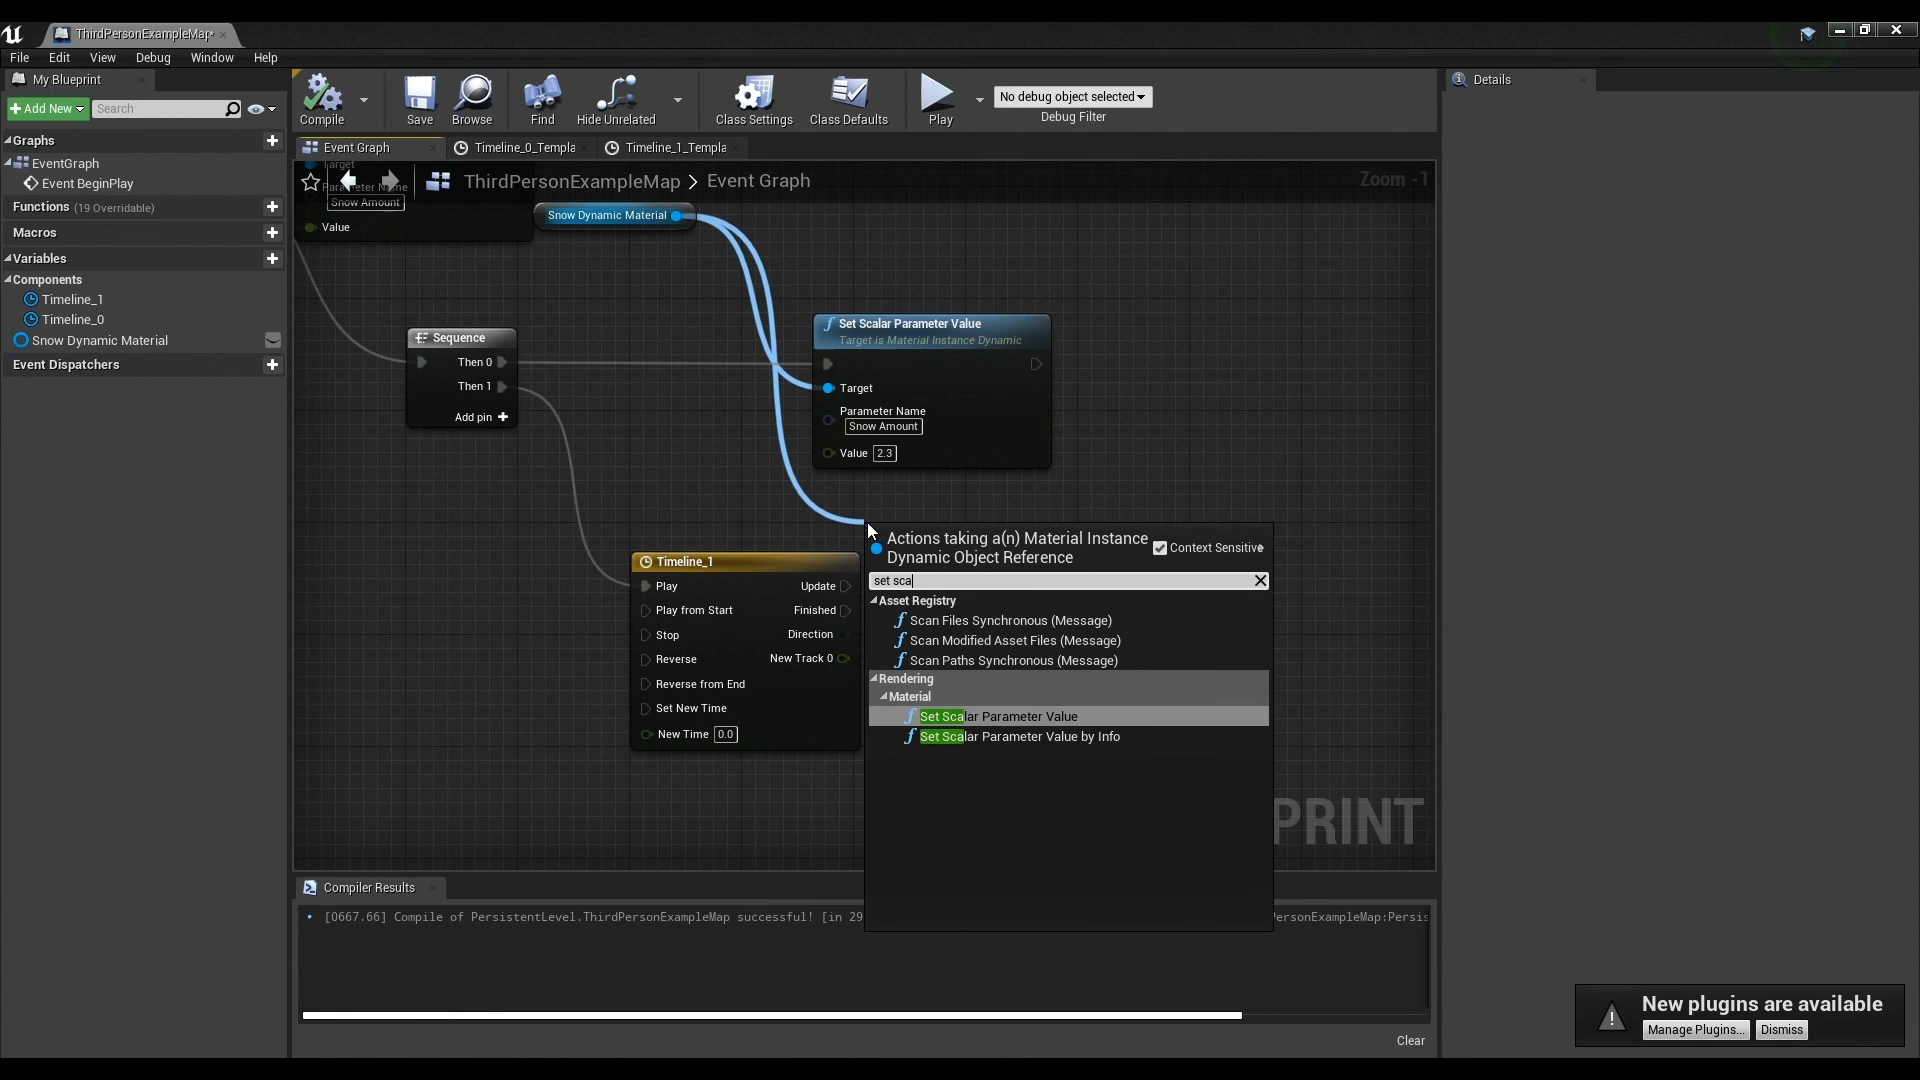 ThirdPersonExampleMap*
File Edit View Debug Window Help
My Blueprint
Add New Search
Graphs
EventGraph
Event BeginPlay
Functions (19 Overridable)
Macros
Variables
Components
Timeline_1
Timeline_0
Snow Dynamic Material
Event Dispatchers
Compile Save Browse Find Hide Unrelated Class Settings Class Defaults Play
No debug object selected
Debug Filter
Event Graph Timeline_0_Templa Timeline_1_Templa
ThirdPersonExampleMap > Event Graph
Zoom -1
Target
Parameter Name
Snow Amount
Value
Snow Dynamic Material
Sequence
Then 0
Then 1
Add pin
Set Scalar Parameter Value
Target is Material Instance Dynamic
Target
Parameter Name
Snow Amount
Value 2.3
Timeline_1
Play Update
Play from Start Finished
Stop Direction
Reverse New Track 0
Reverse from End
Set New Time
New Time 0.0
Actions taking a(n) Material Instance
Dynamic Object Reference
Context Sensitive
set sca
Asset Registry
Scan Files Synchronous (Message)
Scan Modified Asset Files (Message)
Scan Paths Synchronous (Message)
Rendering
Material
Set Scalar Parameter Value
Set Scalar Parameter Value by Info
PRINT
Compiler Results
[0667.66] Compile of PersistentLevel.ThirdPersonExampleMap successful! [in 29 ersonExampleMap:Persis
Clear
Details
New plugins are available
Manage Plugins... Dismiss